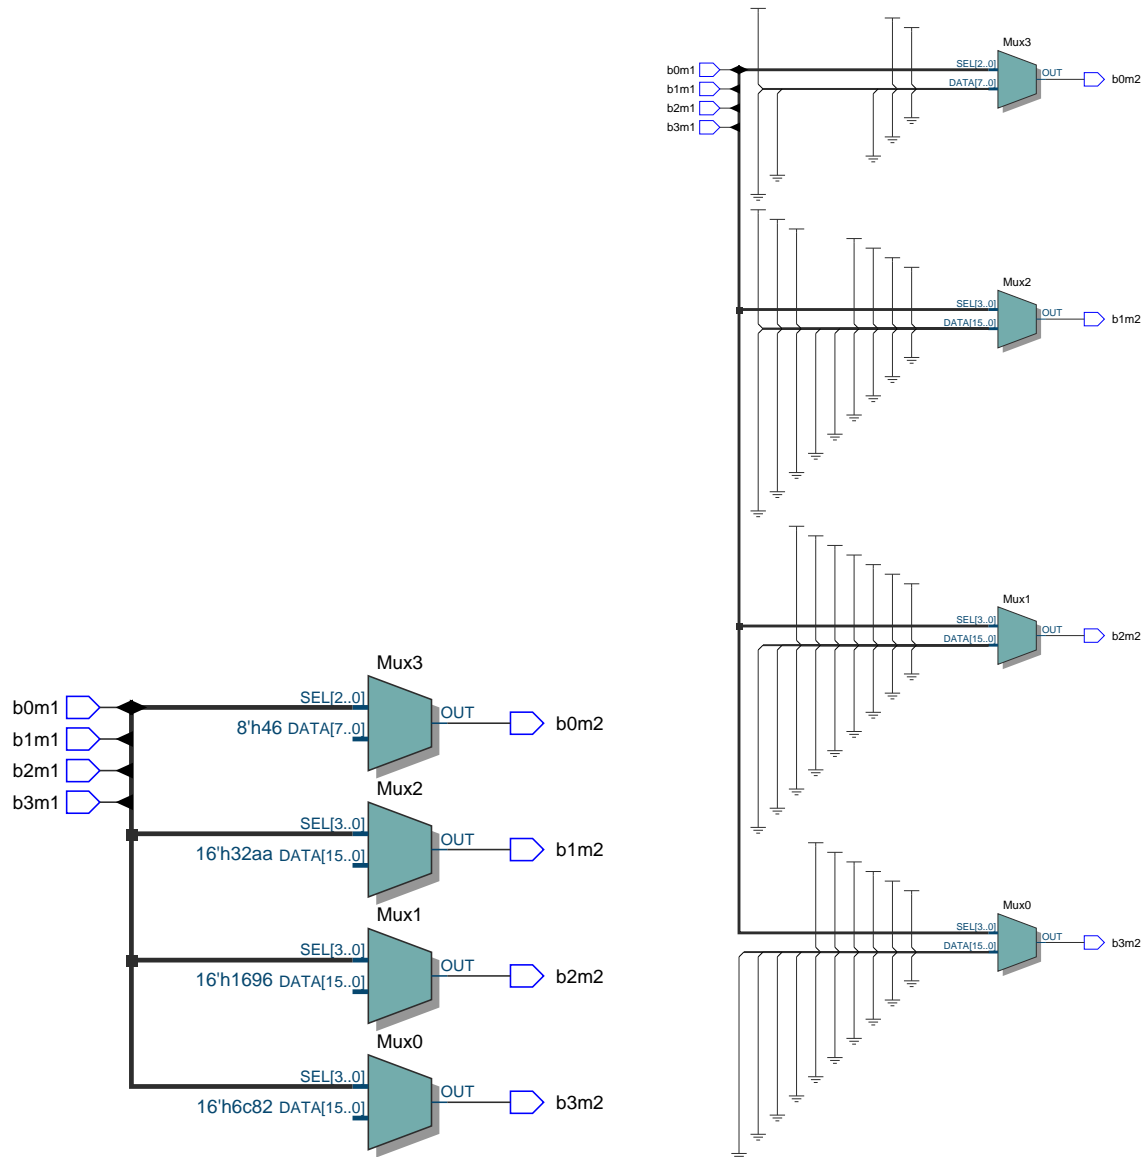 Mux3
b0m1
SEL[2..0]
OUT
b0m2
b1m1
DATA[7..0]
b2m1
b3m1
Mux2
SEL[3..0]
OUT
b1m2
DATA[15..0]
Mux1
SEL[3..0]
OUT
b2m2
DATA[15..0]
Mux0
SEL[3..0]
OUT
b3m2
DATA[15..0]
Mux3
b0m1
SEL[2..0]
OUT
b0m2
8'h46 DATA[7..0]
b1m1
b2m1
b3m1
Mux2
SEL[3..0]
OUT
b1m2
16'h32aa DATA[15..0]
Mux1
SEL[3..0]
OUT
b2m2
16'h1696 DATA[15..0]
Mux0
SEL[3..0]
OUT
b3m2
16'h6c82 DATA[15..0]